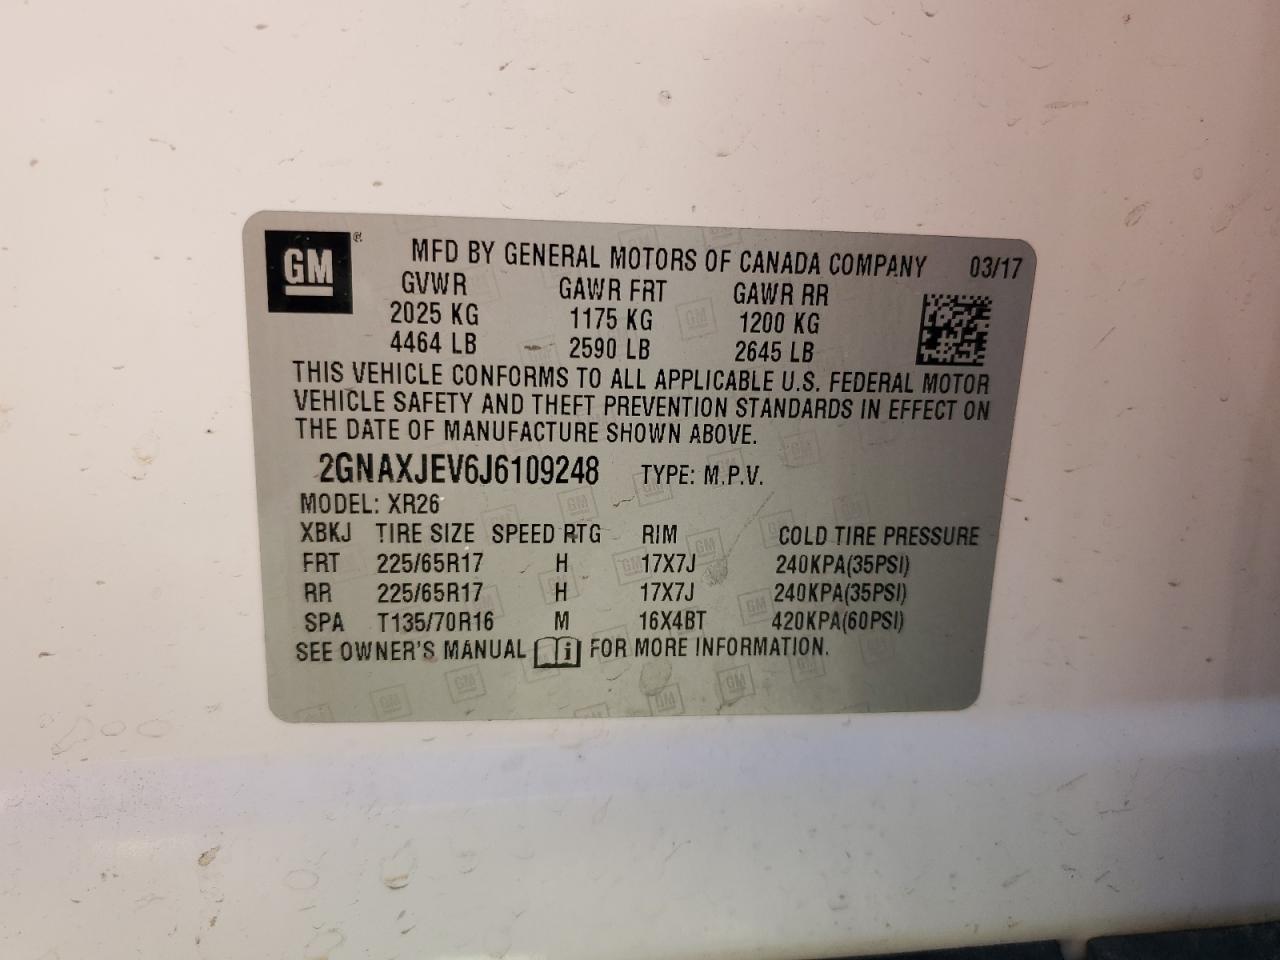 GM ®
MFD BY GENERAL MOTORS OF CANADA COMPANY 03/17
GVWR GAWR FRT GAWR RR
2025 KG 1175 KG 1200 KG
4464 LB 2590 LB 2645 LB
THIS VEHICLE CONFORMS TO ALL APPLICABLE U.S. FEDERAL MOTOR
VEHICLE SAFETY AND THEFT PREVENTION STANDARDS IN EFFECT ON
THE DATE OF MANUFACTURE SHOWN ABOVE.
2GNAXJEV6J6109248 TYPE: M.P.V.
MODEL: XR26
XBKJ TIRE SIZE SPEED RTG RIM COLD TIRE PRESSURE
FRT 225/65R17 H 17X7J 240KPA(35PSI)
RR 225/65R17 H 17X7J 240KPA(35PSI)
SPA T135/70R16 M 16X4BT 420KPA(60PSI)
SEE OWNER'S MANUAL i FOR MORE INFORMATION.